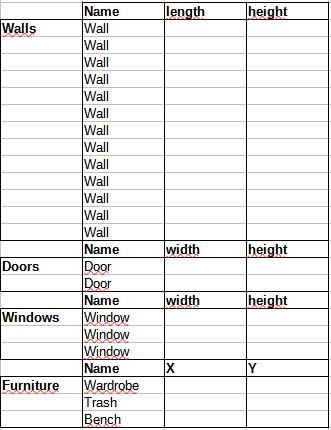 Name length height
Walls Wall
Wall
Wall
Wall
Wall
Wall
Wall
Wall
Wall
Wall
Wall
Wall
Wall
Name width height
Doors Door
Door
Name width height
Windows Window
Window
Window
Name X Y
Furniture Wardrobe
Trash
Bench